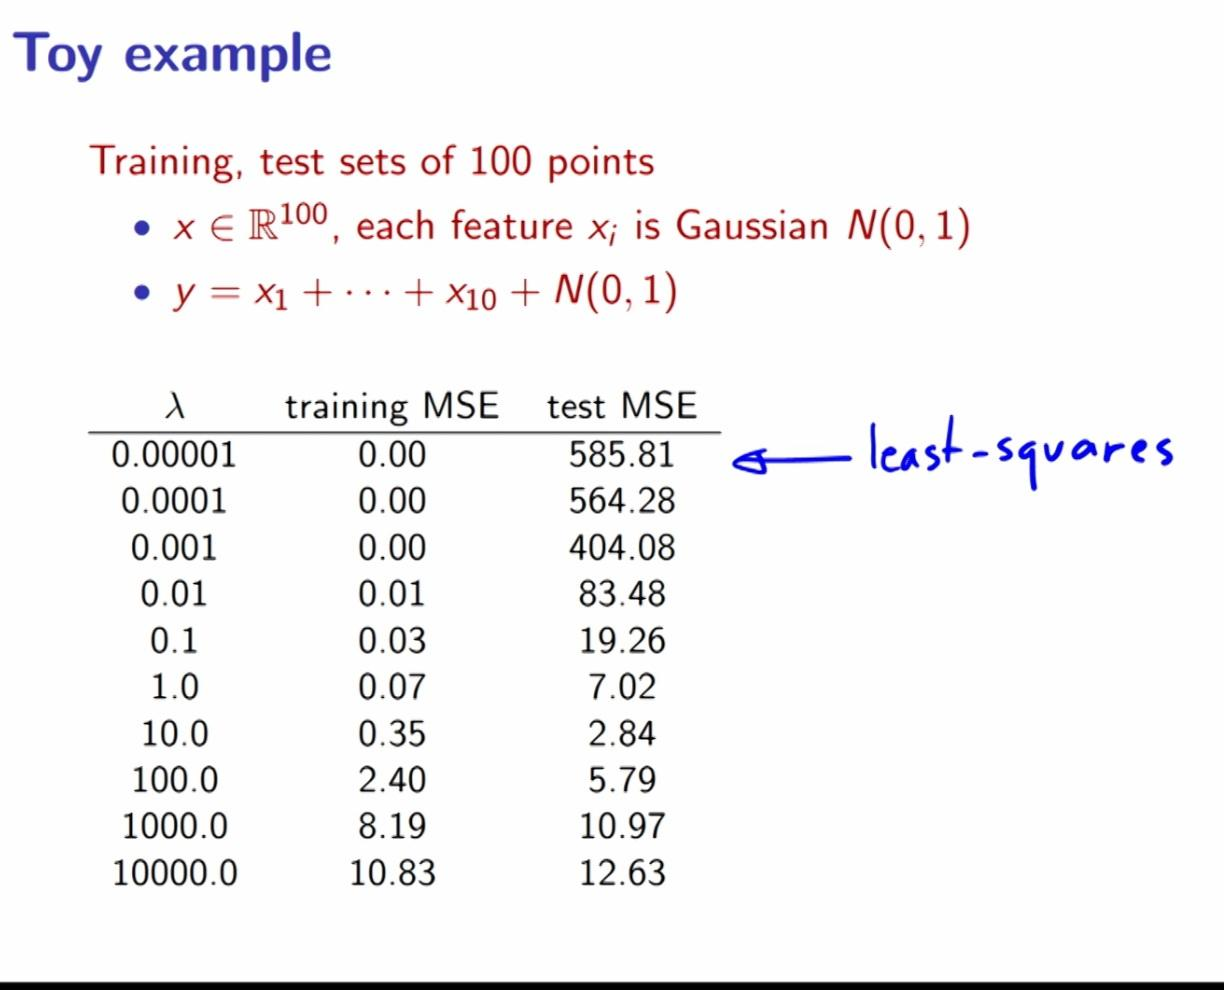 Toy example
Training, test sets of 100 points
• x ∈ ℝ¹⁰⁰, each feature xᵢ is Gaussian N(0, 1)
• y = x₁ + · · · + x₁₀ + N(0, 1)
λ training MSE test MSE
0.00001 0.00 585.81 ← least-squares
0.0001 0.00 564.28
0.001 0.00 404.08
0.01 0.01 83.48
0.1 0.03 19.26
1.0 0.07 7.02
10.0 0.35 2.84
100.0 2.40 5.79
1000.0 8.19 10.97
10000.0 10.83 12.63